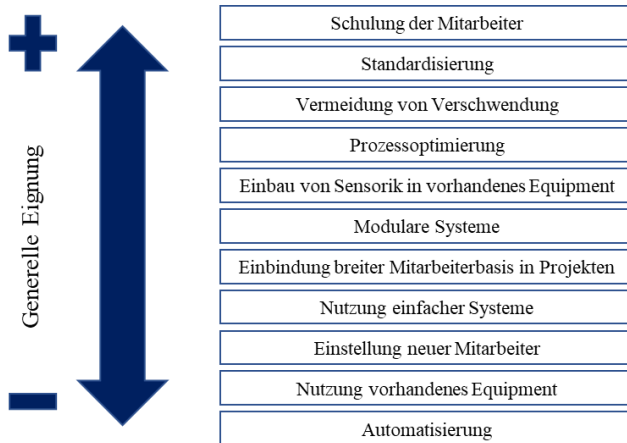 Generelle Eignung
Schulung der Mitarbeiter
Standardisierung
Vermeidung von Verschwendung
Prozessoptimierung
Einbau von Sensorik in vorhandenes Equipment
Modulare Systeme
Einbindung breiter Mitarbeiterbasis in Projekten
Nutzung einfacher Systeme
Einstellung neuer Mitarbeiter
Nutzung vorhandenes Equipment
Automatisierung